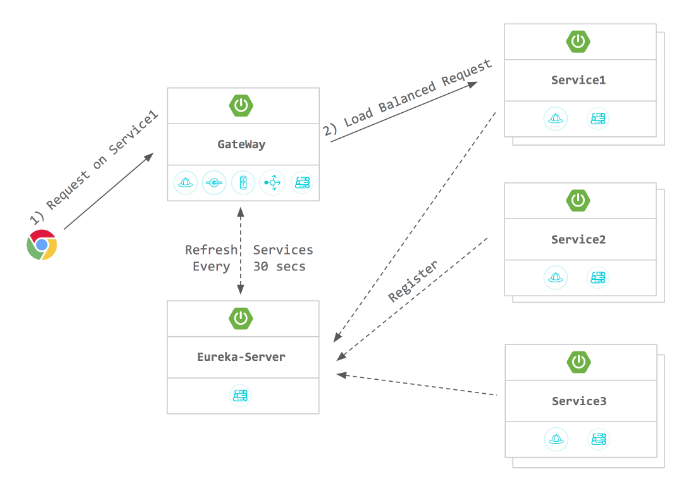 Service1
2) Load Balanced Request
GateWay
1) Request on Service1
Refresh Services
Every 30 secs
Service2
Register
Eureka-Server
Service3